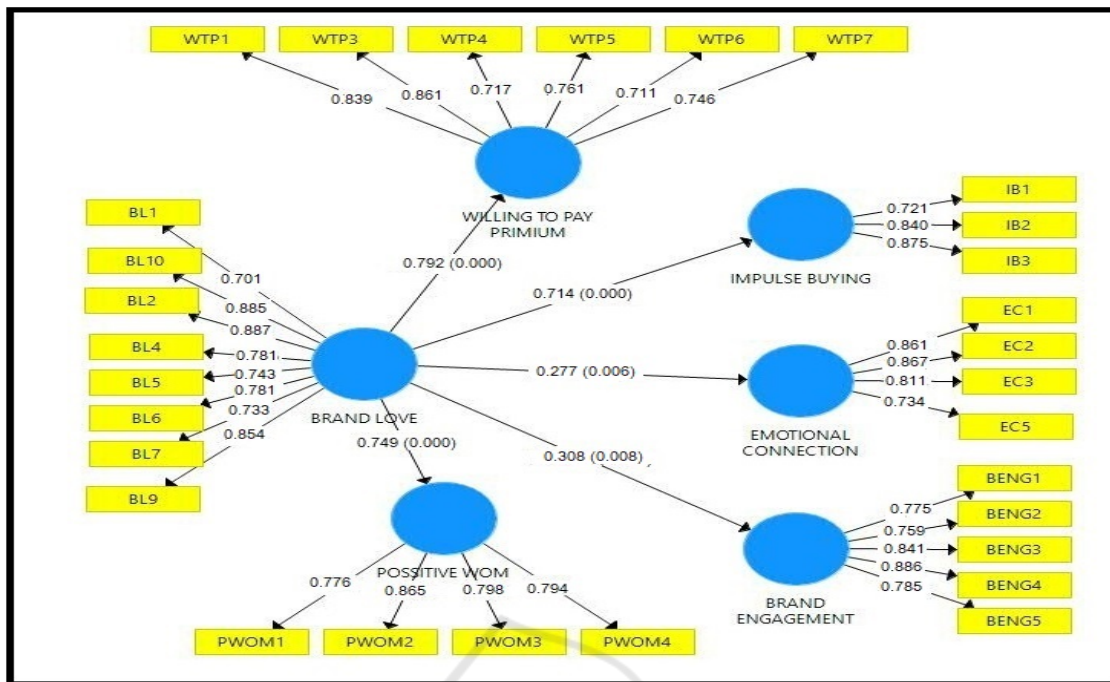 WTP1 WTP3 WTP4 WTP5 WTP6 WTP7
0.839 0.861 0.717 0.761 0.711 0.746
WILLING TO PAY
PRIMIUM
BL1
BL10
BL2
BL4
BL5
BL6
BL7
BL9
0.701
0.885
0.887
0.781
0.743
0.781
0.733
0.854
BRAND LOVE
0.792 (0.000)
0.714 (0.000)
0.277 (0.006)
0.308 (0.008)
0.749 (0.000)
IB1
IB2
IB3
0.721
0.840
0.875
IMPULSE BUYING
EC1
EC2
EC3
EC5
0.861
0.867
0.811
0.734
EMOTIONAL
CONNECTION
BENG1
BENG2
BENG3
BENG4
BENG5
0.775
0.759
0.841
0.886
0.785
BRAND
ENGAGEMENT
POSSITIVE WOM
0.776 0.865 0.798 0.794
PWOM1 PWOM2 PWOM3 PWOM4